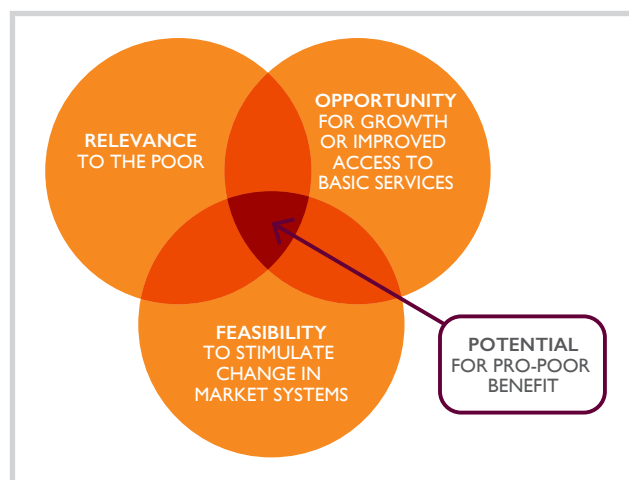 RELEVANCE
TO THE POOR
OPPORTUNITY
FOR GROWTH
OR IMPROVED
ACCESS TO
BASIC SERVICES
FEASIBILITY
TO STIMULATE
CHANGE IN
MARKET SYSTEMS
POTENTIAL
FOR PRO-POOR
BENEFIT